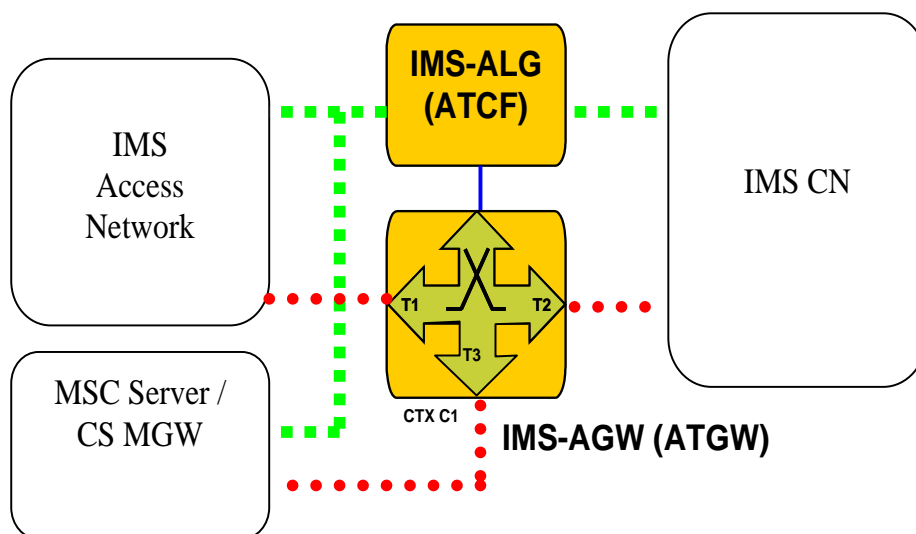 IMS-ALG
(ATCF)
IMS
Access
Network
IMS CN
T1
T2
T3
MSC Server /
CS MGW
CTX C1
IMS-AGW (ATGW)